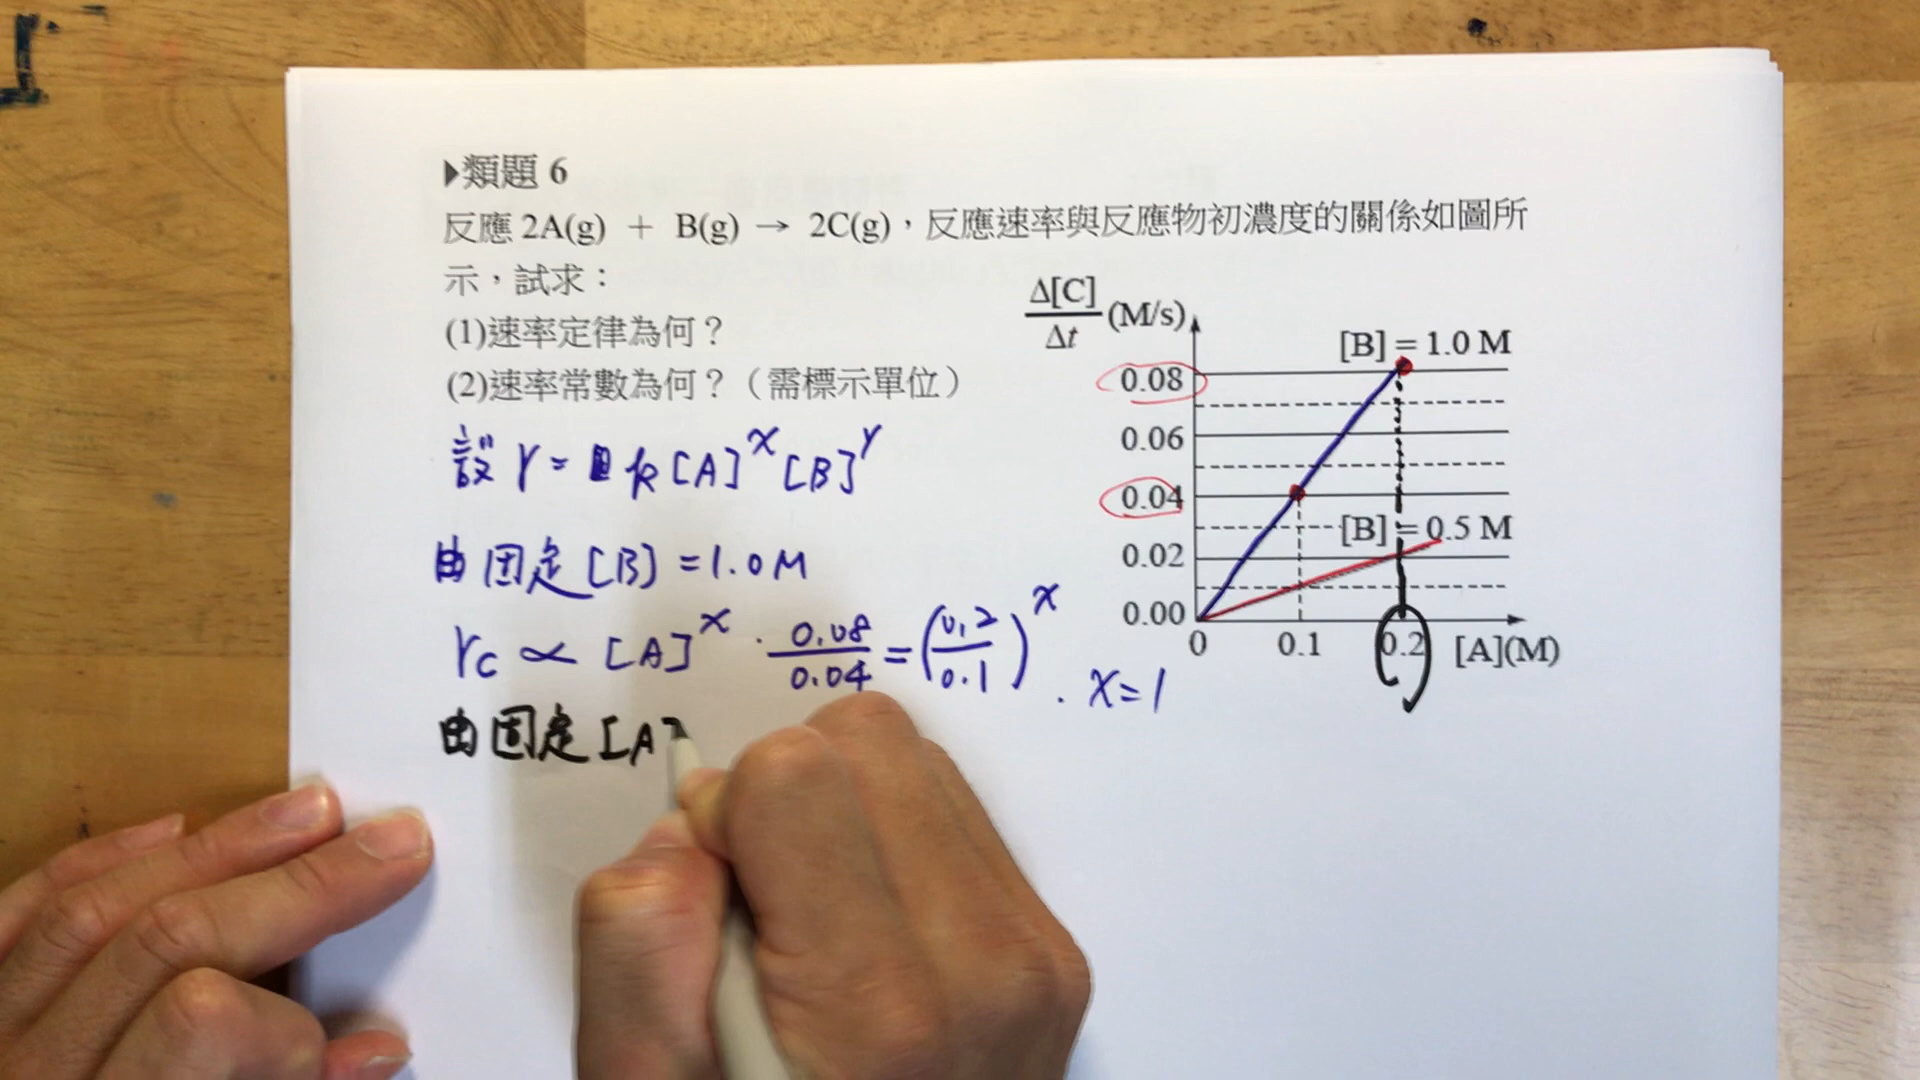 ▶類題 6
反應 2A(g) + B(g) → 2C(g)，反應速率與反應物初濃度的關係如圖所
示，試求：
(1)速率定律為何？
(2)速率常數為何？（需標示單位）
設 r = k[A]^x [B]^y
由固定[B] = 1.0 M
r_C ∝ [A]^x . 0.08/0.04 = (0.2/0.1)^x . x = 1
由固定[A]
Δ[C]/Δt (M/s)
[B] = 1.0 M
0.08
0.06
0.04
[B] = 0.5 M
0.02
0.00
0 0.1 0.2 [A](M)